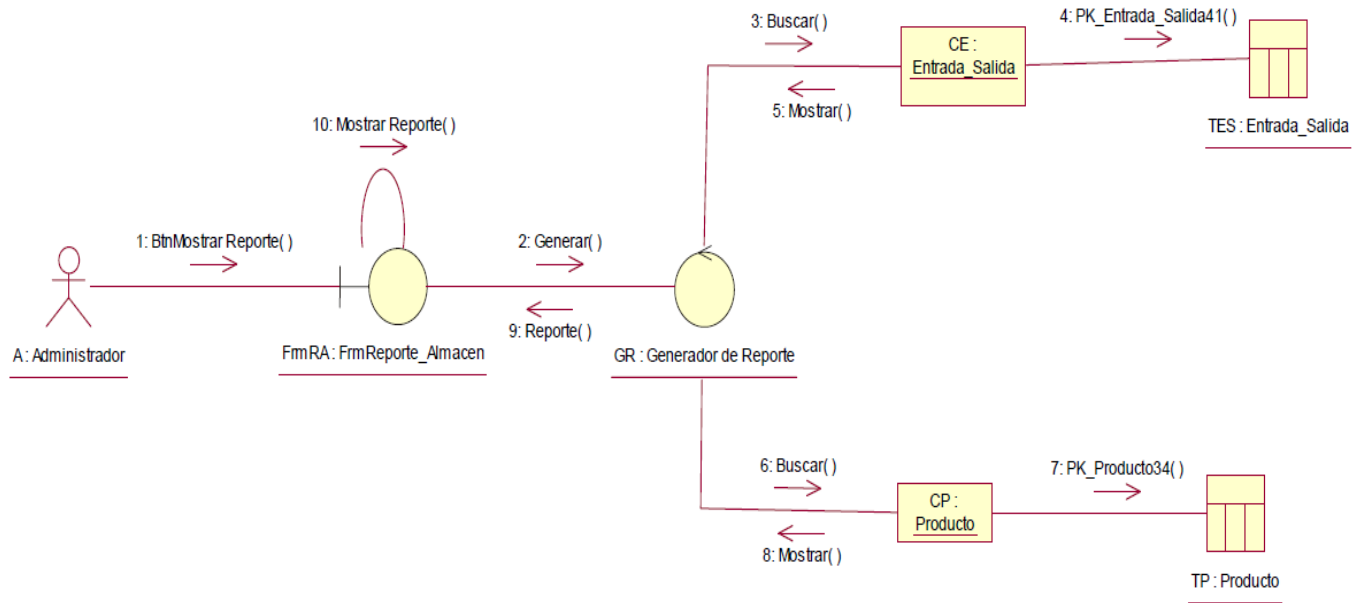 3: Buscar( )
4: PK_Entrada_Salida41( )
CE :
Entrada_Salida
5: Mostrar( )
TES : Entrada_Salida
10: Mostrar Reporte( )
1: BtnMostrar Reporte( )
2: Generar( )
9: Reporte( )
A : Administrador
FrmRA : FrmReporte_Almacen
GR : Generador de Reporte
6: Buscar( )
7: PK_Producto34( )
CP :
Producto
8: Mostrar( )
TP : Producto